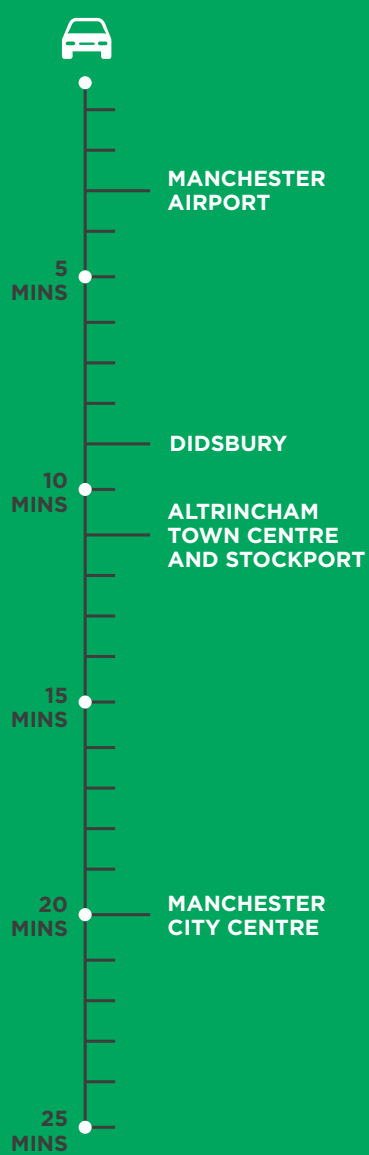 MANCHESTER
AIRPORT
5
MINS
DIDSBURY
10
MINS
ALTRINCHAM
TOWN CENTRE
AND STOCKPORT
15
MINS
20
MINS
MANCHESTER
CITY CENTRE
25
MINS